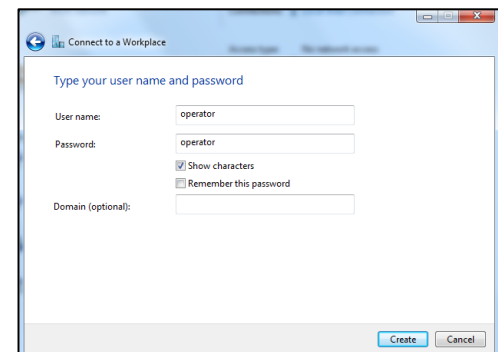 Connect to a Workplace
Type your user name and password
User name: operator
Password: operator
Show characters
Remember this password
Domain (optional):
Create Cancel